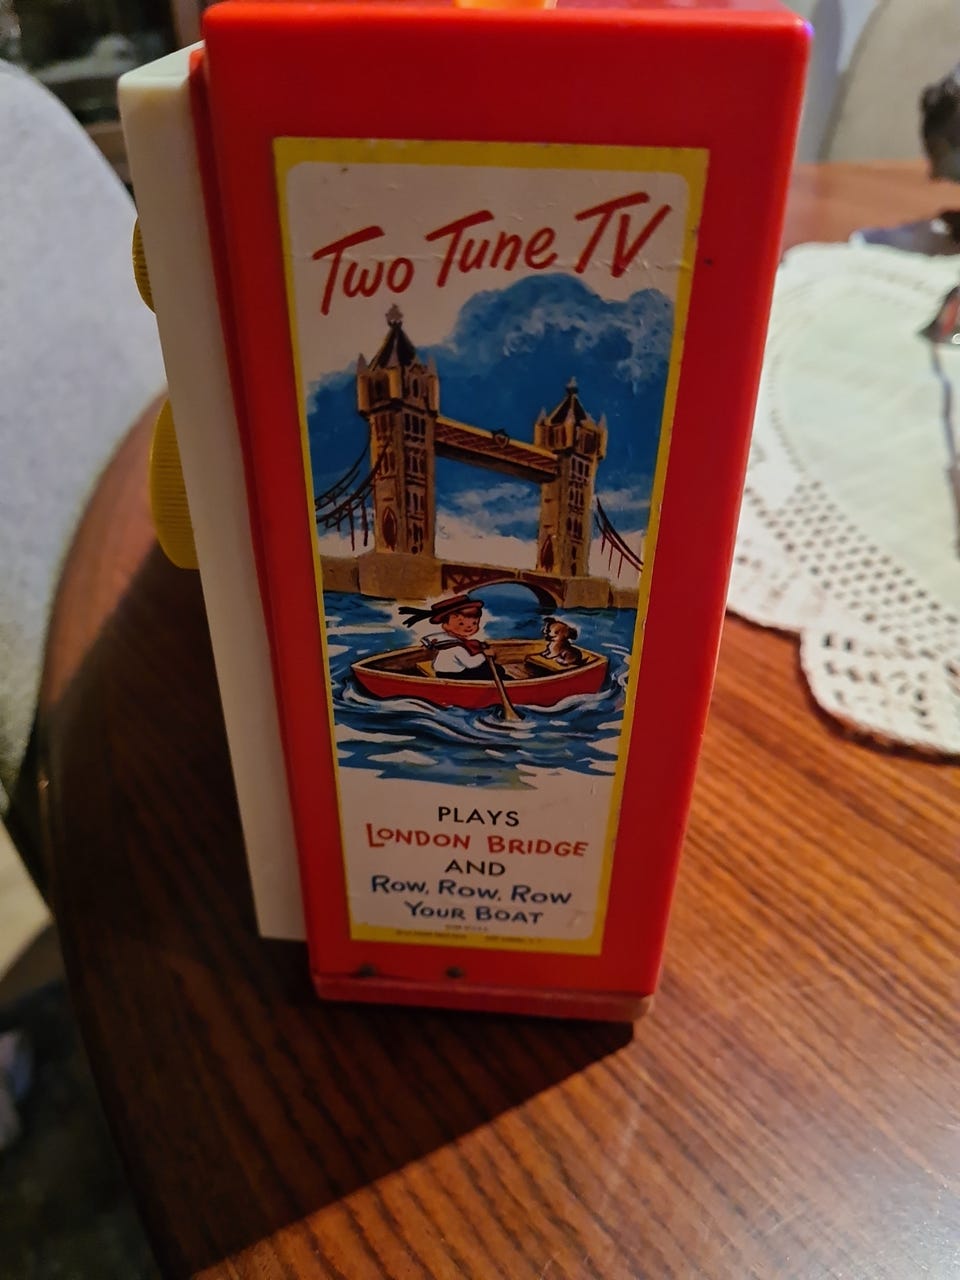 Two Tune TV
PLAYS
LONDON BRIDGE
AND
ROW, ROW, ROW
YOUR BOAT